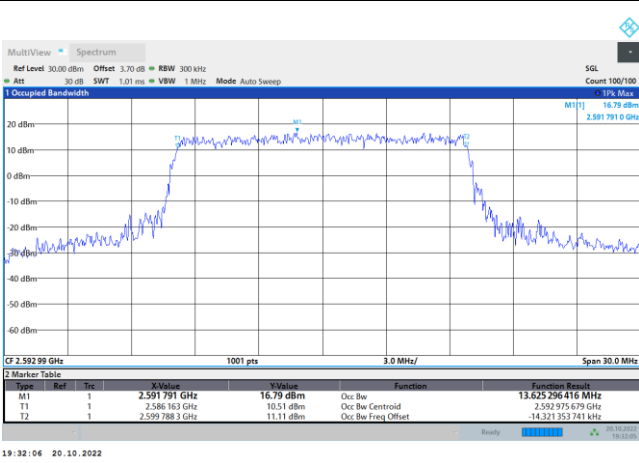 MultiView Spectrum
Ref Level 30.00 dBm Offset 3.70 dB RBW 300 kHz SGL
Att 30 dB SWT 1.01 ms VBW 1 MHz Mode Auto Sweep Count 100/100
1 Occupied Bandwidth 1Pk Max
M1[1] 16.79 dBm
2.591 791 0 GHz
M1
T1 T2
20 dBm
10 dBm
0 dBm
-10 dBm
-20 dBm
-30 dBm
-40 dBm
-50 dBm
-60 dBm
CF 2.592 99 GHz 1001 pts 3.0 MHz/ Span 30.0 MHz
2 Marker Table
Type Ref Trc X-Value Y-Value Function Function Result
M1 1 2.591 791 GHz 16.79 dBm Occ Bw 13.625 296 416 MHz
T1 1 2.586 163 GHz 10.51 dBm Occ Bw Centroid 2.592 975 679 GHz
T2 1 2.599 788 3 GHz 11.11 dBm Occ Bw Freq Offset -14.321 353 741 kHz
Ready 20.10.2022
19:32:05
19:32:06 20.10.2022